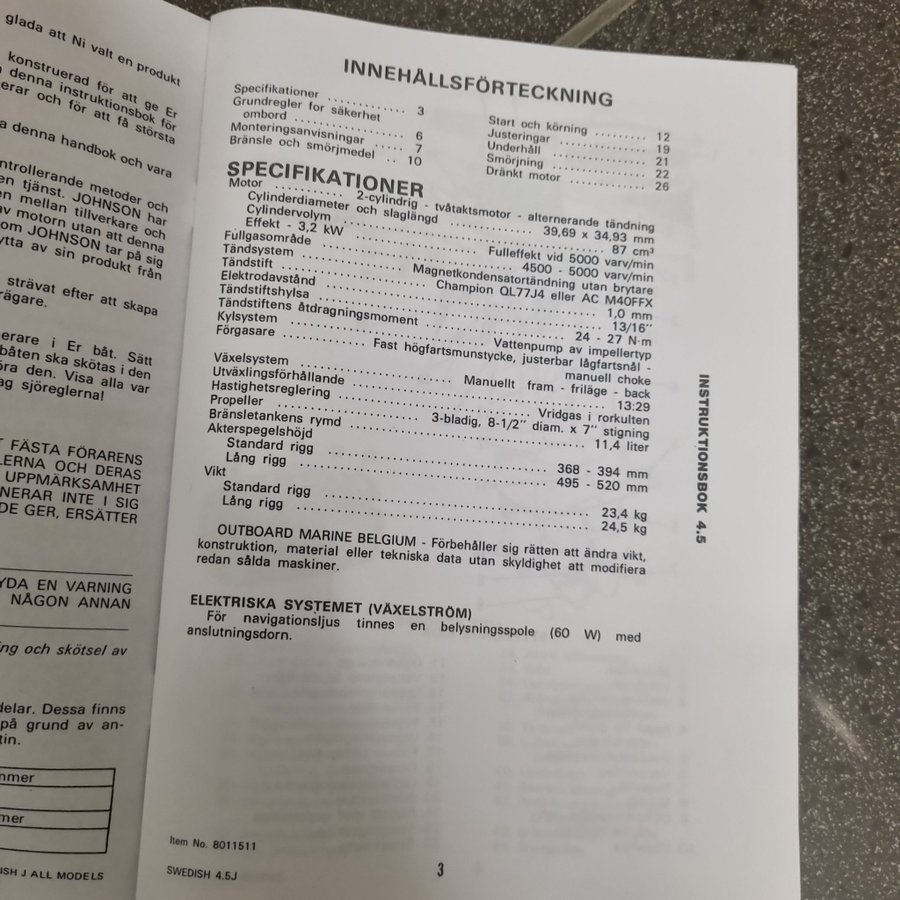 glada att Ni valt en produkt
konstruerad för att ge Er
denna instruktionsbok för
erar och för att få största
a denna handbok och vara
ntrollerande metoder och
en tjänst. JOHNSON har
en mellan tillverkare och
av motorn utan att denna
om JOHNSON tar på sig
ytta av sin produkt från
strävat efter att skapa
rägare.
erare i Er båt. Sätt
båten ska skötas i den
öra den. Visa alla var
ag sjöreglerna!
T FÄSTA FÖRARENS
LERNA OCH DERAS
UPPMÄRKSAMHET
NERAR INTE I SIG
DE GER, ERSÄTTER
YDA EN VARNING
NÅGON ANNAN
ng och skötsel av
delar. Dessa finns
på grund av an-
tin.
mmer
mer
ISH J ALL MODELS
INNEHÅLLSFÖRTECKNING
Specifikationer ............ 3
Grundregler for säkerhet
ombord ............ 6
Monteringsanvisningar ........ 7
Bränsle och smörjmedel .. 10
Start och körning ......... 12
Justeringar ............ 19
Underhåll ............ 21
Smörjning ............ 22
Dränkt motor ............ 26
SPECIFIKATIONER
Motor .......... 2-cylindrig - tvåtaktsmotor - alternerande tändning
Cylinderdiameter och slaglängd ............ 39,69 x 34,93 mm
Cylindervolym ............ 87 cm³
Effekt - 3,2 kW ............ Fulleffekt vid 5000 varv/min
Fullgasområde ............ 4500 - 5000 varv/min
Tändsystem ............ Magnetkondensatortändning utan brytare
Tändstift ............ Champion QL77J4 eller AC M40FFX
Elektrodavstånd ............ 1,0 mm
Tändstiftshylsa ............ 13/16"
Tändstiftens åtdragningsmoment ............ 24 - 27 N·m
Kylsystem ............ Vattenpump av impellertyp
Förgasare ............ Fast högfartsmunstycke, justerbar lågfartsnål -
manuell choke
Växelsystem ............ Manuellt fram - friläge - back
Utväxlingsförhållande ............ 13:29
Hastighetsreglering ............ Vridgas i rorkulten
Propeller ............ 3-bladig, 8-1/2" diam. x 7" stigning
Bränsletankens rymd ............ 11,4 liter
Akterspegelshöjd
Standard rigg ............ 368 - 394 mm
Lång rigg ............ 495 - 520 mm
Vikt
Standard rigg ............ 23,4 kg
Lång rigg ............ 24,5 kg
OUTBOARD MARINE BELGIUM - Förbehåller sig rätten att ändra vikt,
konstruktion, material eller tekniska data utan skyldighet att modifiera
redan sålda maskiner.
ELEKTRISKA SYSTEMET (VÄXELSTRÖM)
För navigationsljus tinnes en belysningsspole (60 W) med
anslutningsdorn.
INSTRUKTIONSBOK 4.5
Item No. 8011511
SWEDISH 4.5J
3